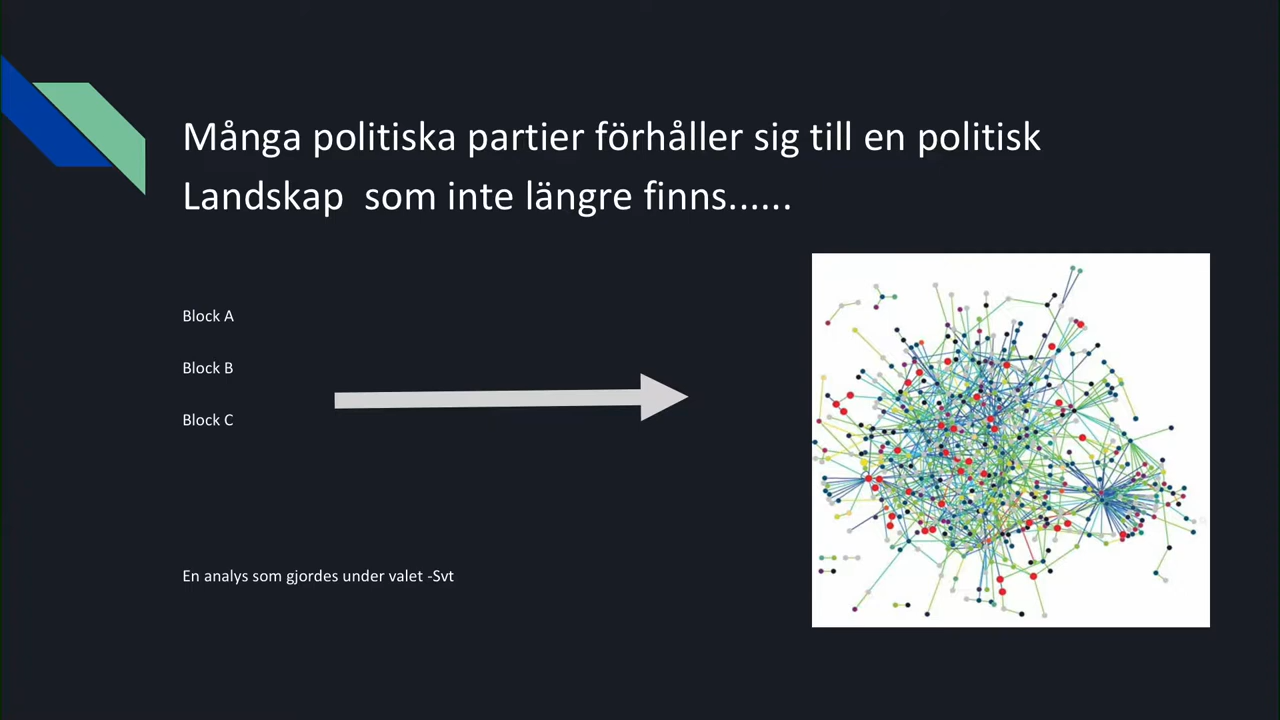 Många politiska partier förhåller sig till en politisk
Landskap  som inte längre finns......
Block A
Block B
Block C
En analys som gjordes under valet -Svt